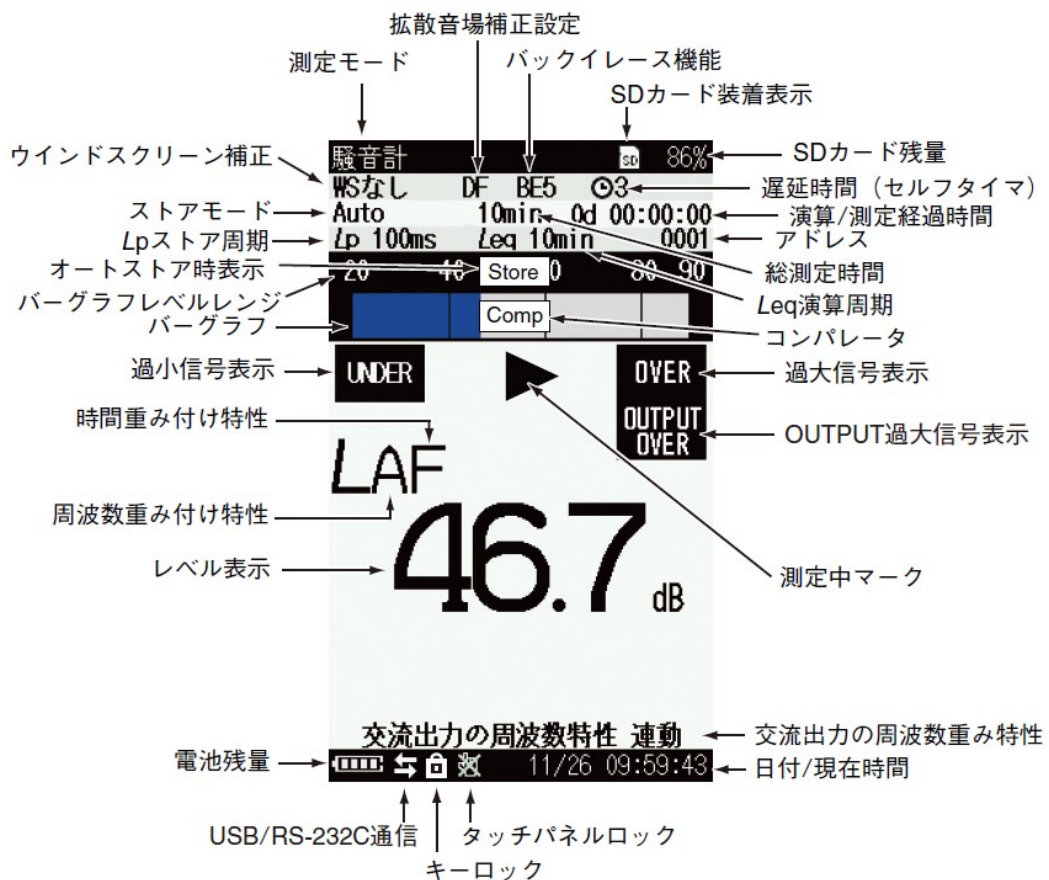 拡散音場補正設定
測定モード
バックイレース機能
SDカード装着表示
騒音計 SD 86%
SDカード残量
ウインドスクリーン補正
WSなし DF BE5 3
遅延時間(セルフタイマ)
ストアモード
Auto 10min 0d 00:00:00
演算/測定経過時間
Lpストア周期
Lp 100ms Leq 10min 0001
アドレス
オートストア時表示
20 40 Store 0 80 90
総測定時間
バーグラフレベルレンジ
Leq演算周期
バーグラフ
Comp
コンパレータ
過小信号表示
UNDER
OVER
過大信号表示
時間重み付け特性
OUTPUT
OVER
OUTPUT過大信号表示
LAF
周波数重み付け特性
レベル表示
46.7 dB
測定中マーク
交流出力の周波数特性 連動
交流出力の周波数重み特性
電池残量
11/26 09:59:43
日付/現在時間
USB/RS-232C通信
タッチパネルロック
キーロック